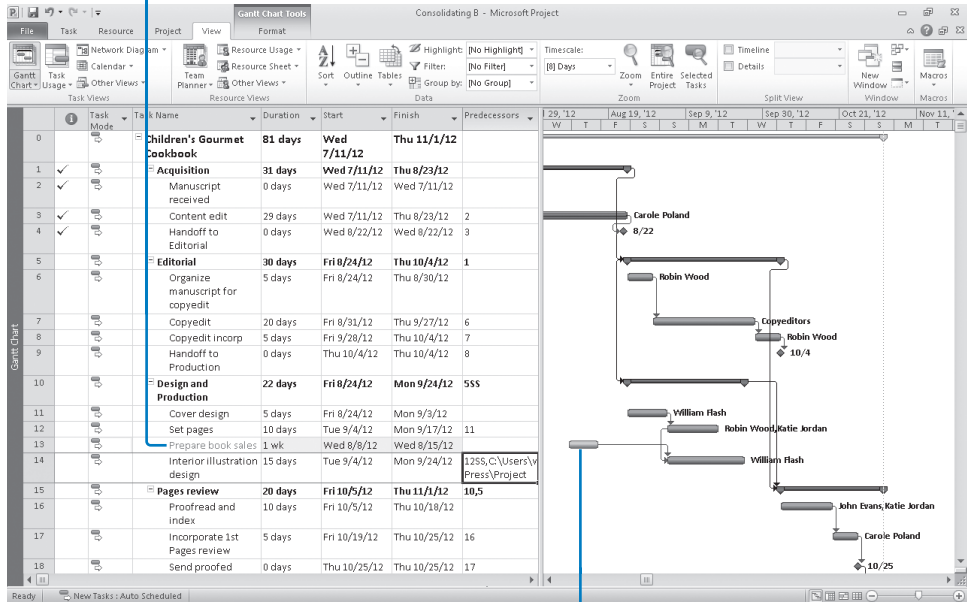 Gantt Chart Tools
Consolidating B - Microsoft Project
File Task Resource Project View Format
Gantt Chart
Task Usage
Network Diagram
Calendar
Other Views
Task Views
Team Planner
Resource Usage
Resource Sheet
Other Views
Resource Views
Sort
Outline
Tables
Highlight: [No Highlight]
Filter: [No Filter]
Group by: [No Group]
Data
Timescale:
[8] Days
Zoom
Entire Project
Selected Tasks
Zoom
Timeline
Details
Split View
New Window
Window
Macros
Macros
Task Mode Task Name Duration Start Finish Predecessors
29, '12 Aug 19, '12 Sep 9, '12 Sep 30, '12 Oct 21, '12 Nov 11, '
W T F S S M T W T F S S M T
0 Children's Gourmet Cookbook 81 days Wed 7/11/12 Thu 11/1/12
1 Acquisition 31 days Wed 7/11/12 Thu 8/23/12
2 Manuscript received 0 days Wed 7/11/12 Wed 7/11/12
3 Content edit 29 days Wed 7/11/12 Thu 8/23/12 2
Carole Poland
4 Handoff to Editorial 0 days Wed 8/22/12 Wed 8/22/12 3
8/22
5 Editorial 30 days Fri 8/24/12 Thu 10/4/12 1
6 Organize manuscript for copyedit 5 days Fri 8/24/12 Thu 8/30/12
Robin Wood
7 Copyedit 20 days Fri 8/31/12 Thu 9/27/12 6
Copyeditors
8 Copyedit incorp 5 days Fri 9/28/12 Thu 10/4/12 7
Robin Wood
9 Handoff to Production 0 days Thu 10/4/12 Thu 10/4/12 8
10/4
10 Design and Production 22 days Fri 8/24/12 Mon 9/24/12 5SS
11 Cover design 5 days Fri 8/24/12 Mon 9/3/12
William Flash
12 Set pages 10 days Tue 9/4/12 Mon 9/17/12 11
Robin Wood,Katie Jordan
13 Prepare book sales 1 wk Wed 8/8/12 Wed 8/15/12
14 Interior illustration design 15 days Tue 9/4/12 Mon 9/24/12 12SS,C:\Users\ Press\Project
William Flash
15 Pages review 20 days Fri 10/5/12 Thu 11/1/12 10,5
16 Proofread and index 10 days Fri 10/5/12 Thu 10/18/12
John Evans,Katie Jordan
17 Incorporate 1st Pages review 5 days Fri 10/19/12 Thu 10/25/12 16
Carole Poland
18 Send proofed 0 days Thu 10/25/12 Thu 10/25/12 17
10/25
Gantt Chart
Ready New Tasks : Auto Scheduled